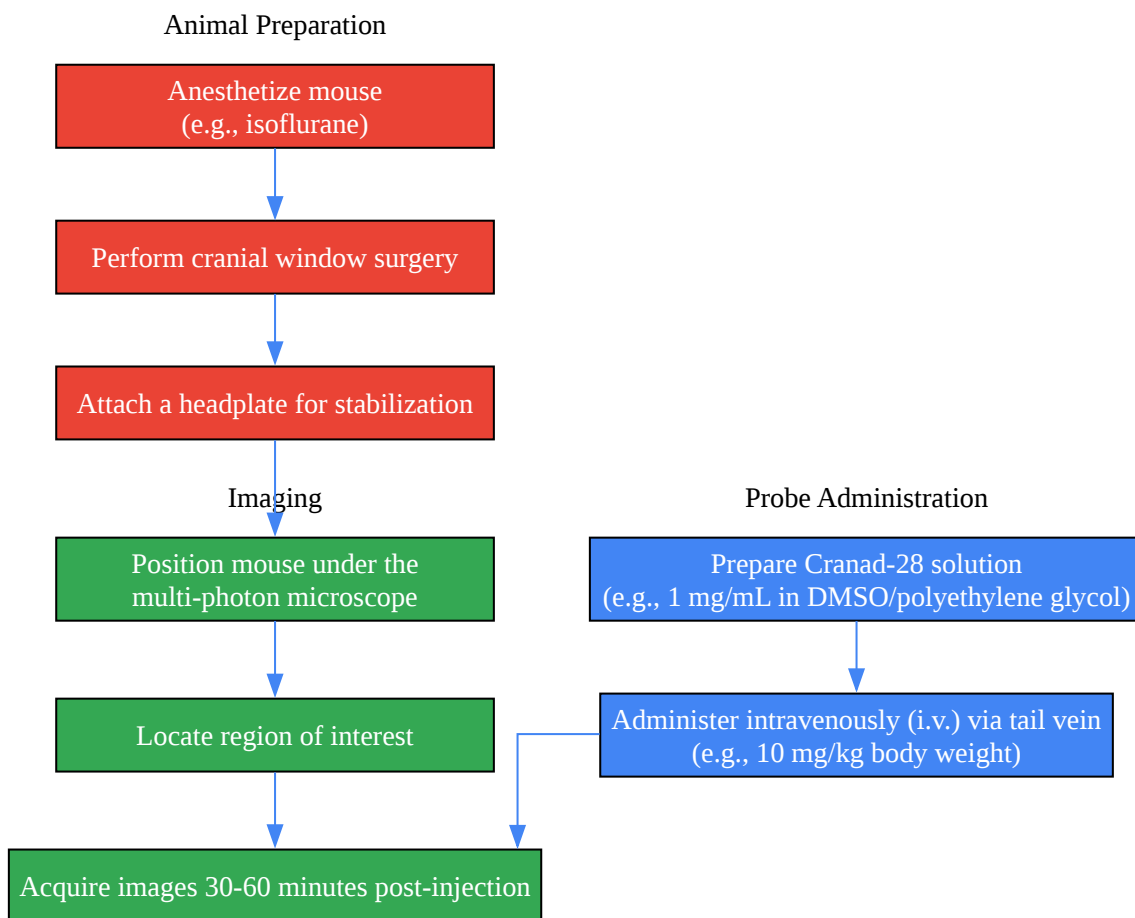 Animal Preparation
Anesthetize mouse
(e.g., isoflurane)
Perform cranial window surgery
Attach a headplate for stabilization
Imaging
Position mouse under the
multi-photon microscope
Locate region of interest
Acquire images 30-60 minutes post-injection
Probe Administration
Prepare Cranad-28 solution
(e.g., 1 mg/mL in DMSO/polyethylene glycol)
Administer intravenously (i.v.) via tail vein
(e.g., 10 mg/kg body weight)